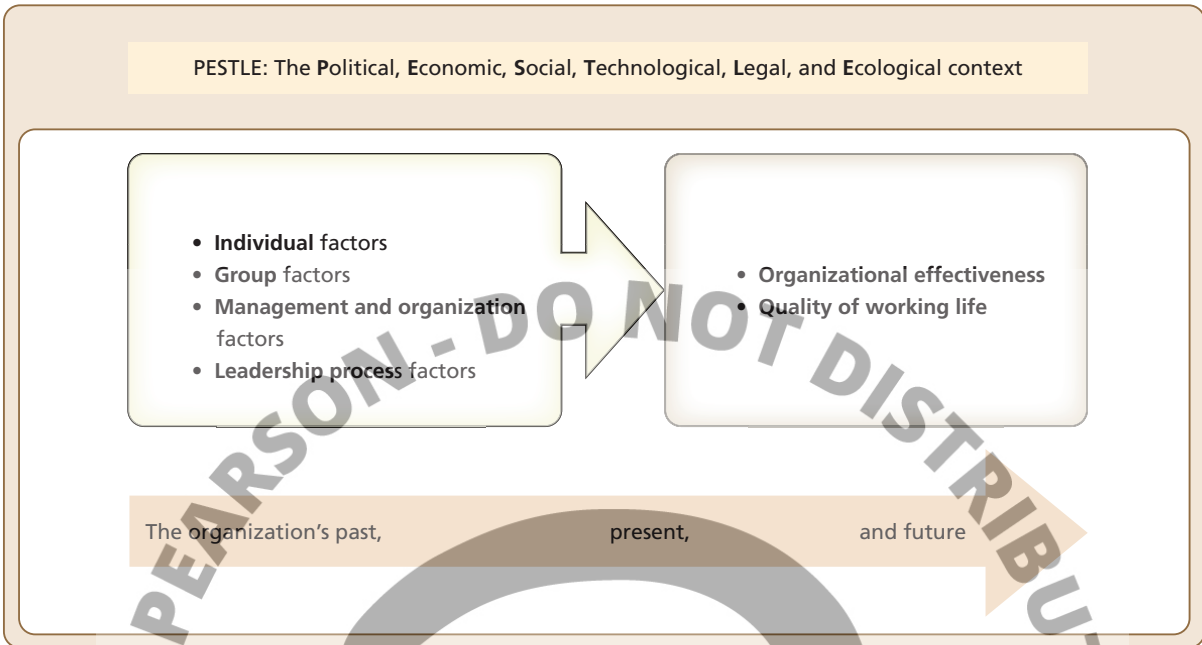 PESTLE: The Political, Economic, Social, Technological, Legal, and Ecological context
• Individual factors
• Group factors
• Management and organization
factors
• Leadership process factors
• Organizational effectiveness
• Quality of working life
The organization’s past, present, and future
PEARSON - DO NOT DISTRIBUT